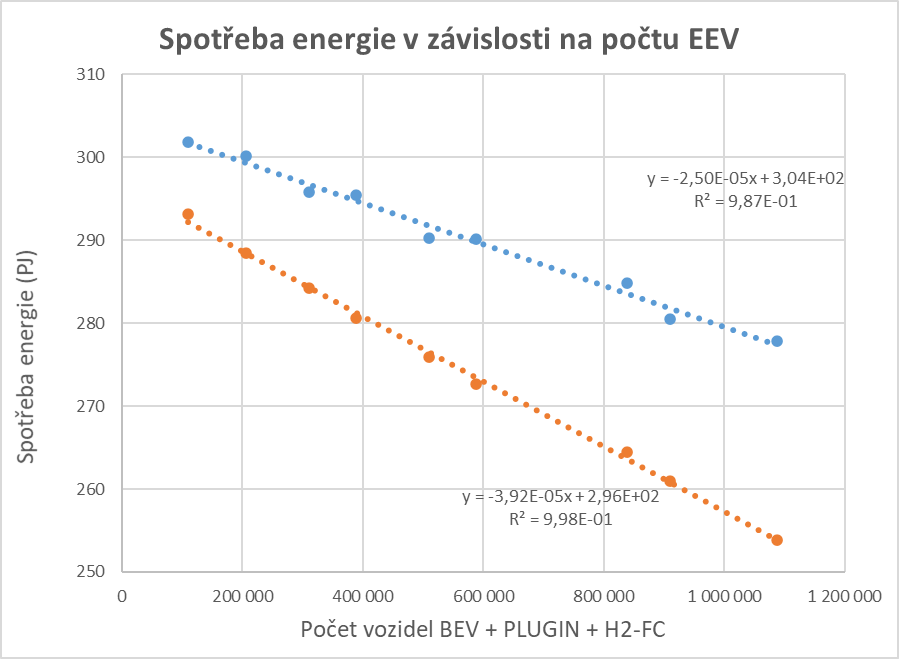 Spotřeba energie v závislosti na počtu EEV
310
300
290
280
270
260
250
y = -2,50E-05x + 3,04E+02
R² = 9,87E-01
y = -3,92E-05x + 2,96E+02
R² = 9,98E-01
Spotřeba energie (PJ)
0 200 000 400 000 600 000 800 000 1 000 000 1 200 000
Počet vozidel BEV + PLUGIN + H2-FC